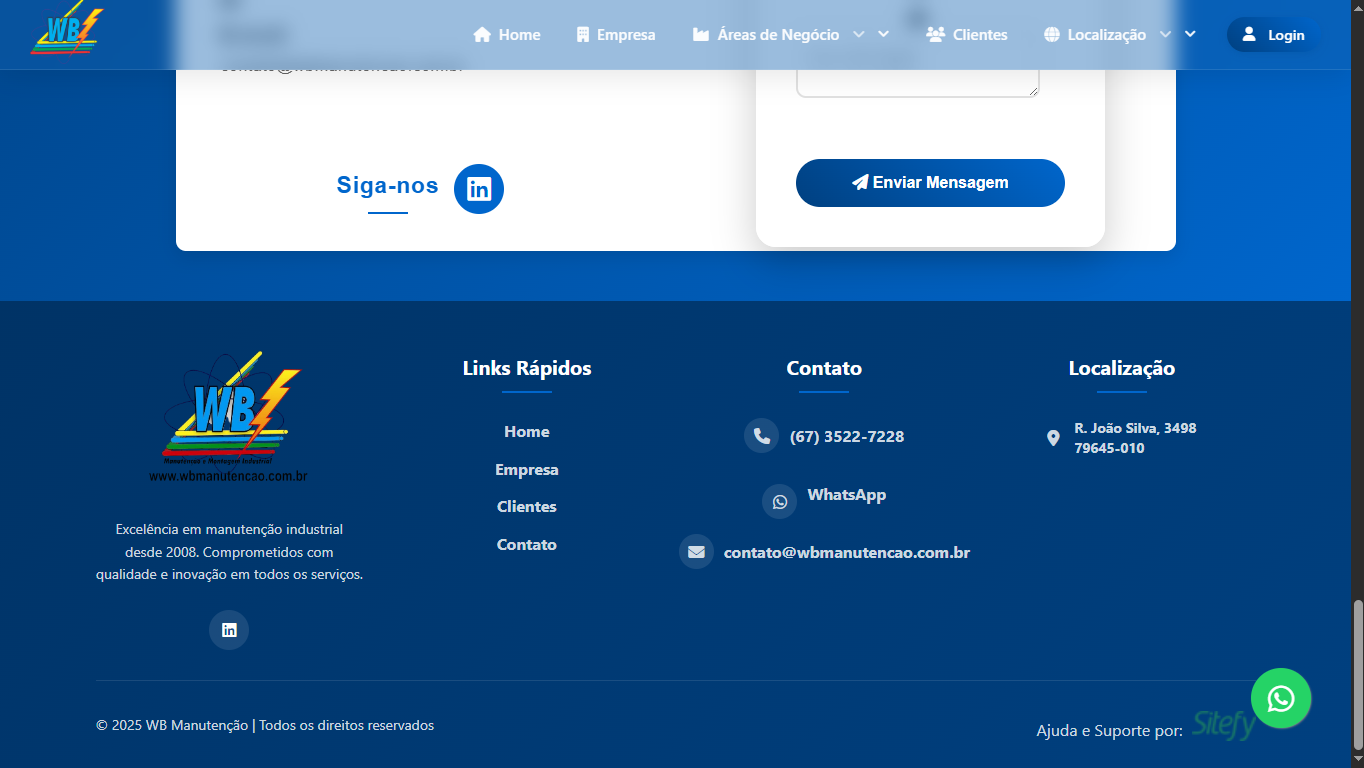 WB
Home
Empresa
Áreas de Negócio
Clientes
Localização
Login
Siga-nos
Enviar Mensagem
WB
Manutenção e Montagem Industrial
www.wbmanutencao.com.br
Excelência em manutenção industrial
desde 2008. Comprometidos com
qualidade e inovação em todos os serviços.
Links Rápidos
Home
Empresa
Clientes
Contato
Contato
(67) 3522-7228
WhatsApp
contato@wbmanutencao.com.br
Localização
R. João Silva, 3498
79645-010
© 2025 WB Manutenção | Todos os direitos reservados
Ajuda e Suporte por:
Sitefy